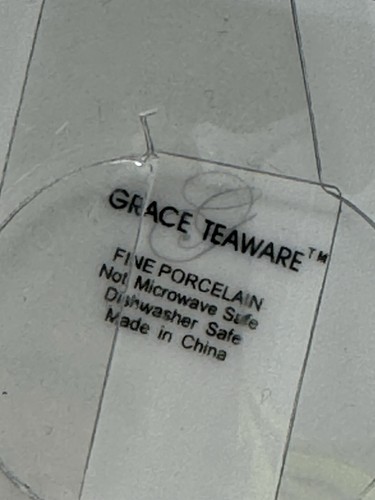 G
GRACE TEAWARE™
FINE PORCELAIN
Not Microwave Safe
Dishwasher Safe
Made in China